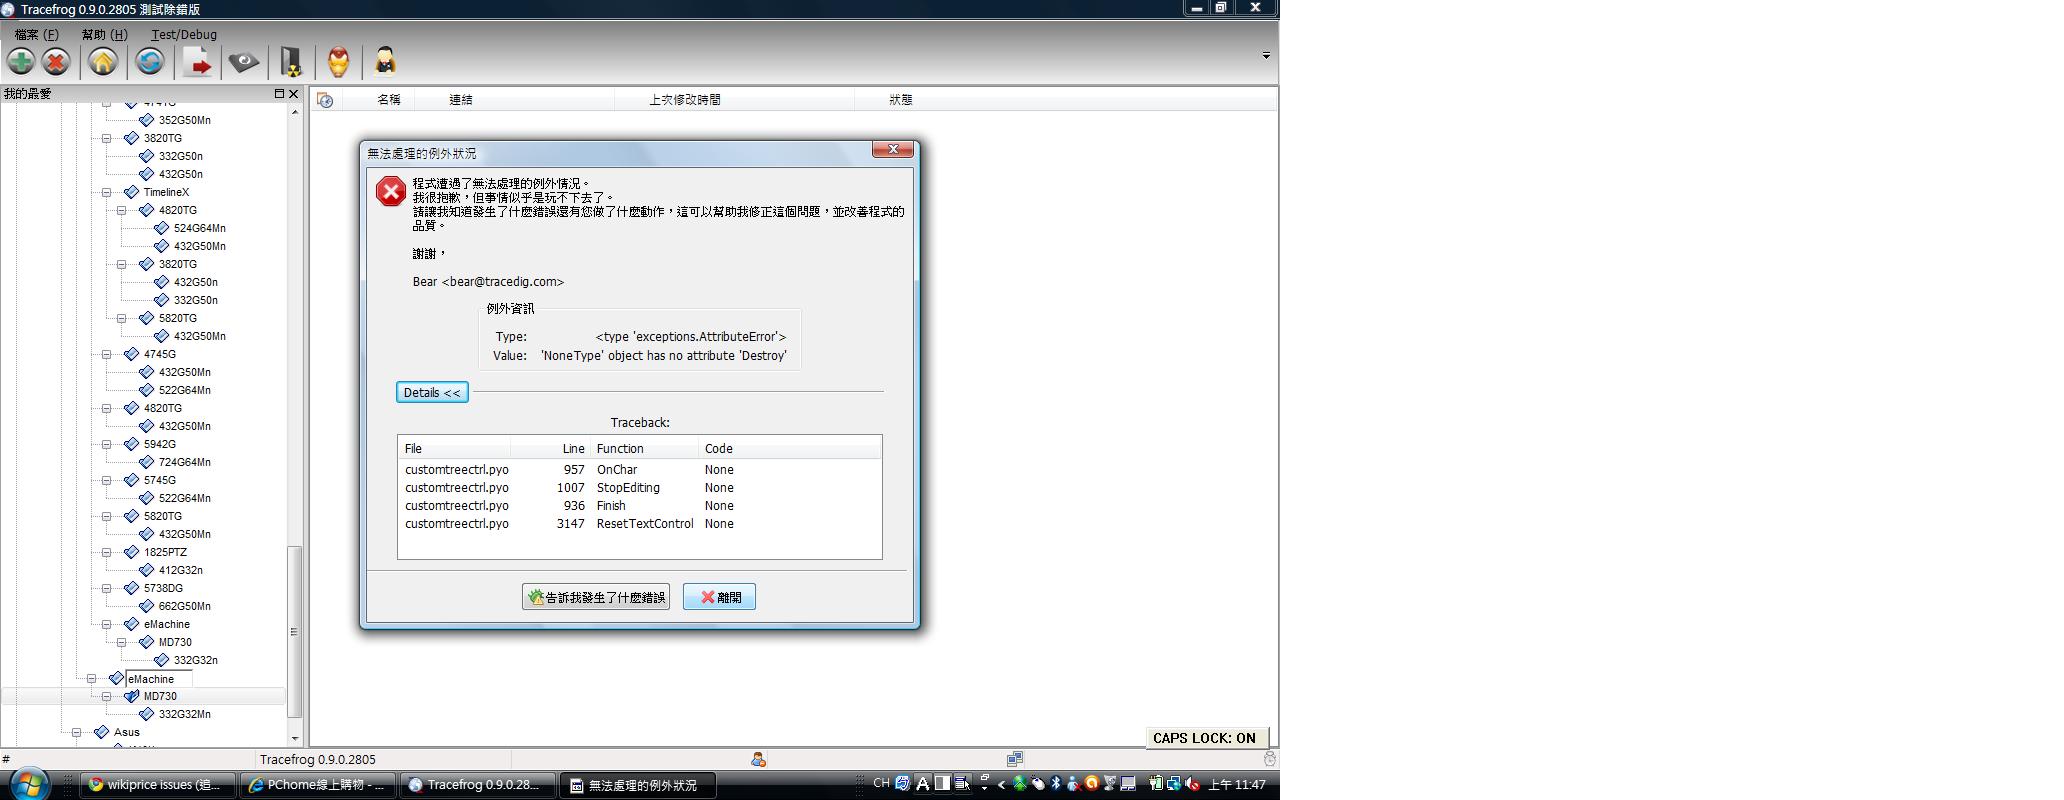 Tracefrog 0.9.0.2805 測試除錯版
檔案 (F) 幫助 (H) Test/Debug
我的最愛
名稱 連結 上次修改時間 狀態
4741G
352G50Mn
3820TG
332G50n
432G50n
TimelineX
4820TG
524G64Mn
432G50Mn
3820TG
432G50n
332G50n
5820TG
432G50Mn
4745G
432G50Mn
522G64Mn
4820TG
432G50Mn
5942G
724G64Mn
5745G
522G64Mn
5820TG
432G50Mn
1825PTZ
412G32n
5738DG
662G50Mn
eMachine
MD730
332G32n
eMachine
MD730
332G32Mn
Asus
無法處理的例外狀況
程式遭遇了無法處理的例外情況。
我很抱歉，但事情似乎是玩不下去了。
請讓我知道發生了什麼錯誤還有您做了什麼動作，這可以幫助我修正這個問題，並改善程式的
品質。
謝謝，
Bear <bear@tracedig.com>
例外資訊
Type: <type 'exceptions.AttributeError'>
Value: 'NoneType' object has no attribute 'Destroy'
Details <<
Traceback:
File Line Function Code
customtreectrl.pyo 957 OnChar None
customtreectrl.pyo 1007 StopEditing None
customtreectrl.pyo 936 Finish None
customtreectrl.pyo 3147 ResetTextControl None
告訴我發生了什麼錯誤 離開
CAPS LOCK: ON
# Tracefrog 0.9.0.2805
wikiprice issues (追... PChome線上購物 - ... Tracefrog 0.9.0.28... 無法處理的例外狀況 CH A 上午 11:47